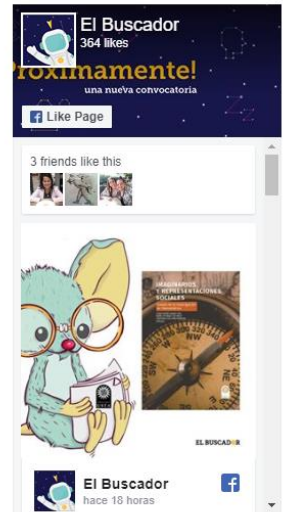 El Buscador
364 likes
Próximamente!
una nueva convocatoria
Like Page
3 friends like this
IMAGINARIOS
Y REPRESENTACIONES
SOCIALES
EL BUSCADOR
El Buscador
hace 18 horas